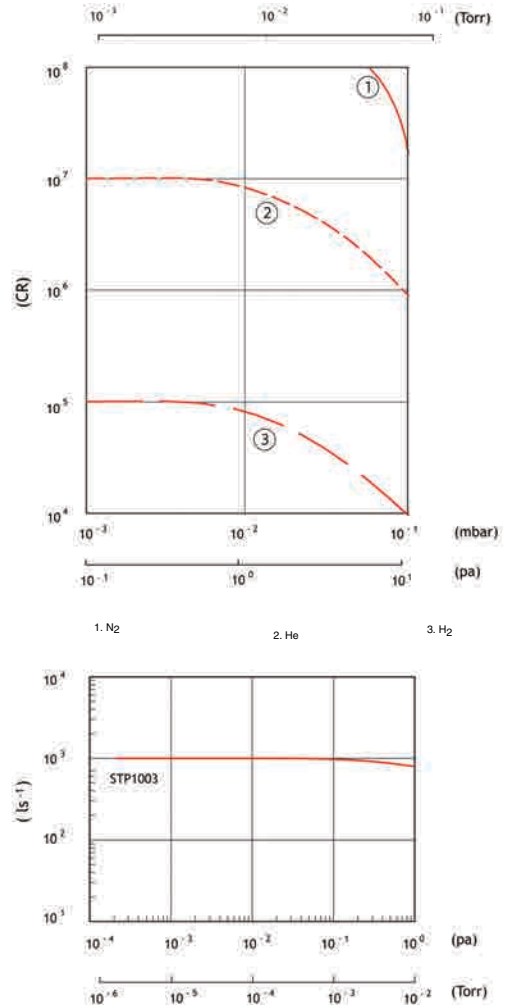 10⁻³ 10⁻² 10⁻¹ (Torr)
10⁸
①
10⁷
②
(CR)
10⁶
10⁵
③
10⁴
10⁻³ 10⁻² 10⁻¹ (mbar)
10⁻¹ 10⁰ 10¹ (pa)
1. N₂ 2. He 3. H₂
10⁴
10³
STP1003
(ls⁻¹)
10²
10¹
10⁻⁴ 10⁻³ 10⁻² 10⁻¹ 10⁰ (pa)
10⁻⁶ 10⁻⁵ 10⁻⁴ 10⁻³ 10⁻² (Torr)